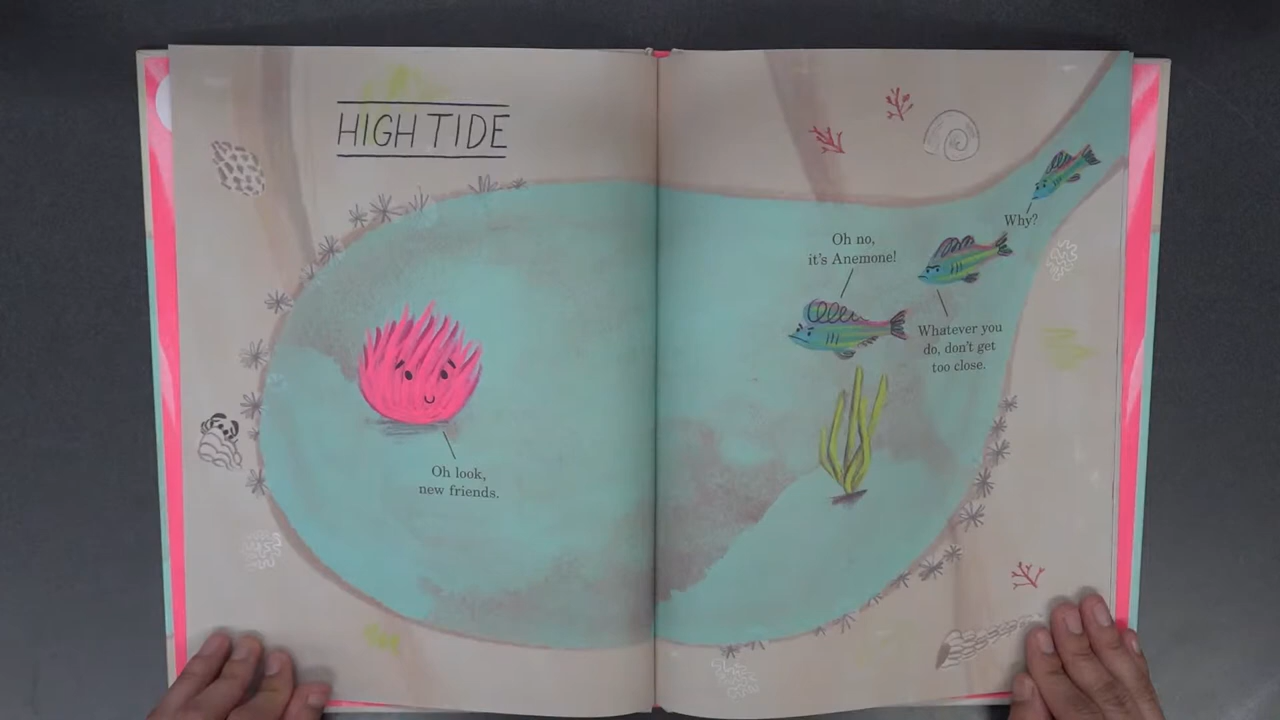 HIGH TIDE
Oh look,
new friends.
Oh no,
it's Anemone!
Whatever you
do, don't get
too close.
Why?